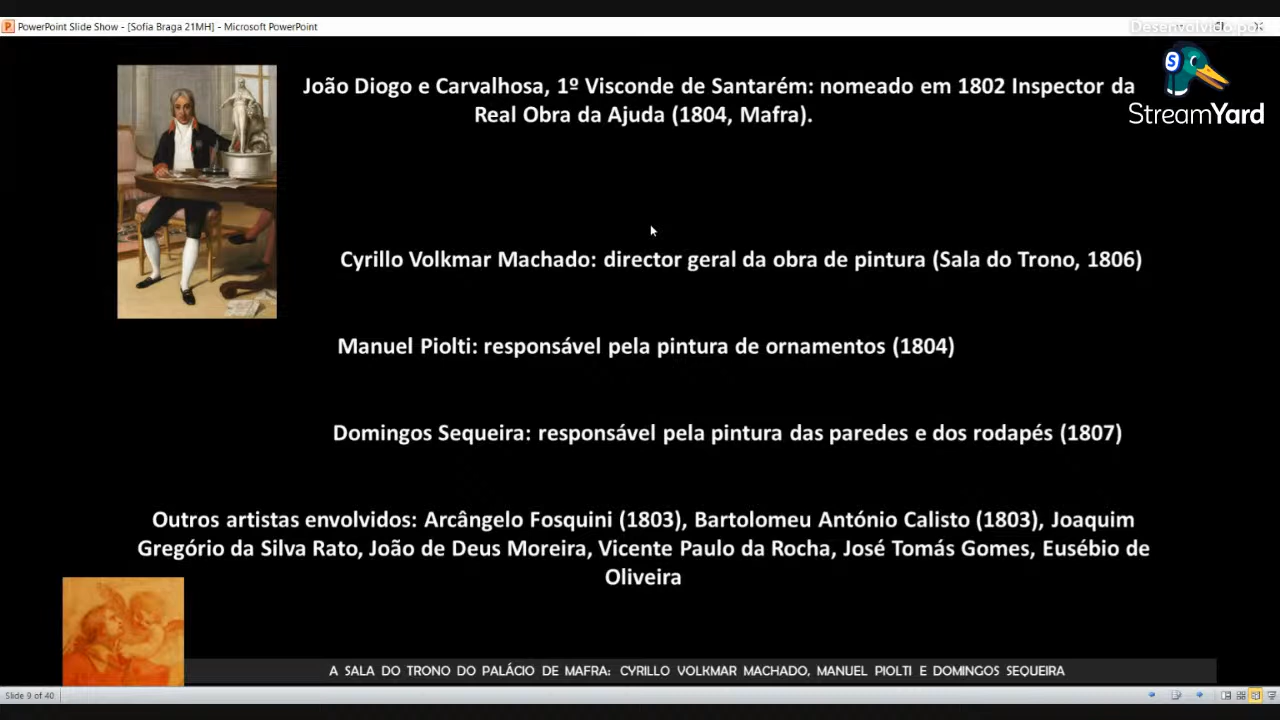 PowerPoint Slide Show - [Sofía Braga 21MH] - Microsoft PowerPoint
Desenvolvido por
S
StreamYard
João Diogo e Carvalhosa, 1º Visconde de Santarém: nomeado em 1802 Inspector da
Real Obra da Ajuda (1804, Mafra).
Cyrillo Volkmar Machado: director geral da obra de pintura (Sala do Trono, 1806)
Manuel Piolti: responsável pela pintura de ornamentos (1804)
Domingos Sequeira: responsável pela pintura das paredes e dos rodapés (1807)
Outros artistas envolvidos: Arcângelo Fosquini (1803), Bartolomeu António Calisto (1803), Joaquim
Gregório da Silva Rato, João de Deus Moreira, Vicente Paulo da Rocha, José Tomás Gomes, Eusébio de
Oliveira
A SALA DO TRONO DO PALÁCIO DE MAFRA: CYRILLO VOLKMAR MACHADO, MANUEL PIOLTI E DOMINGOS SEQUEIRA
Slide 9 of 40